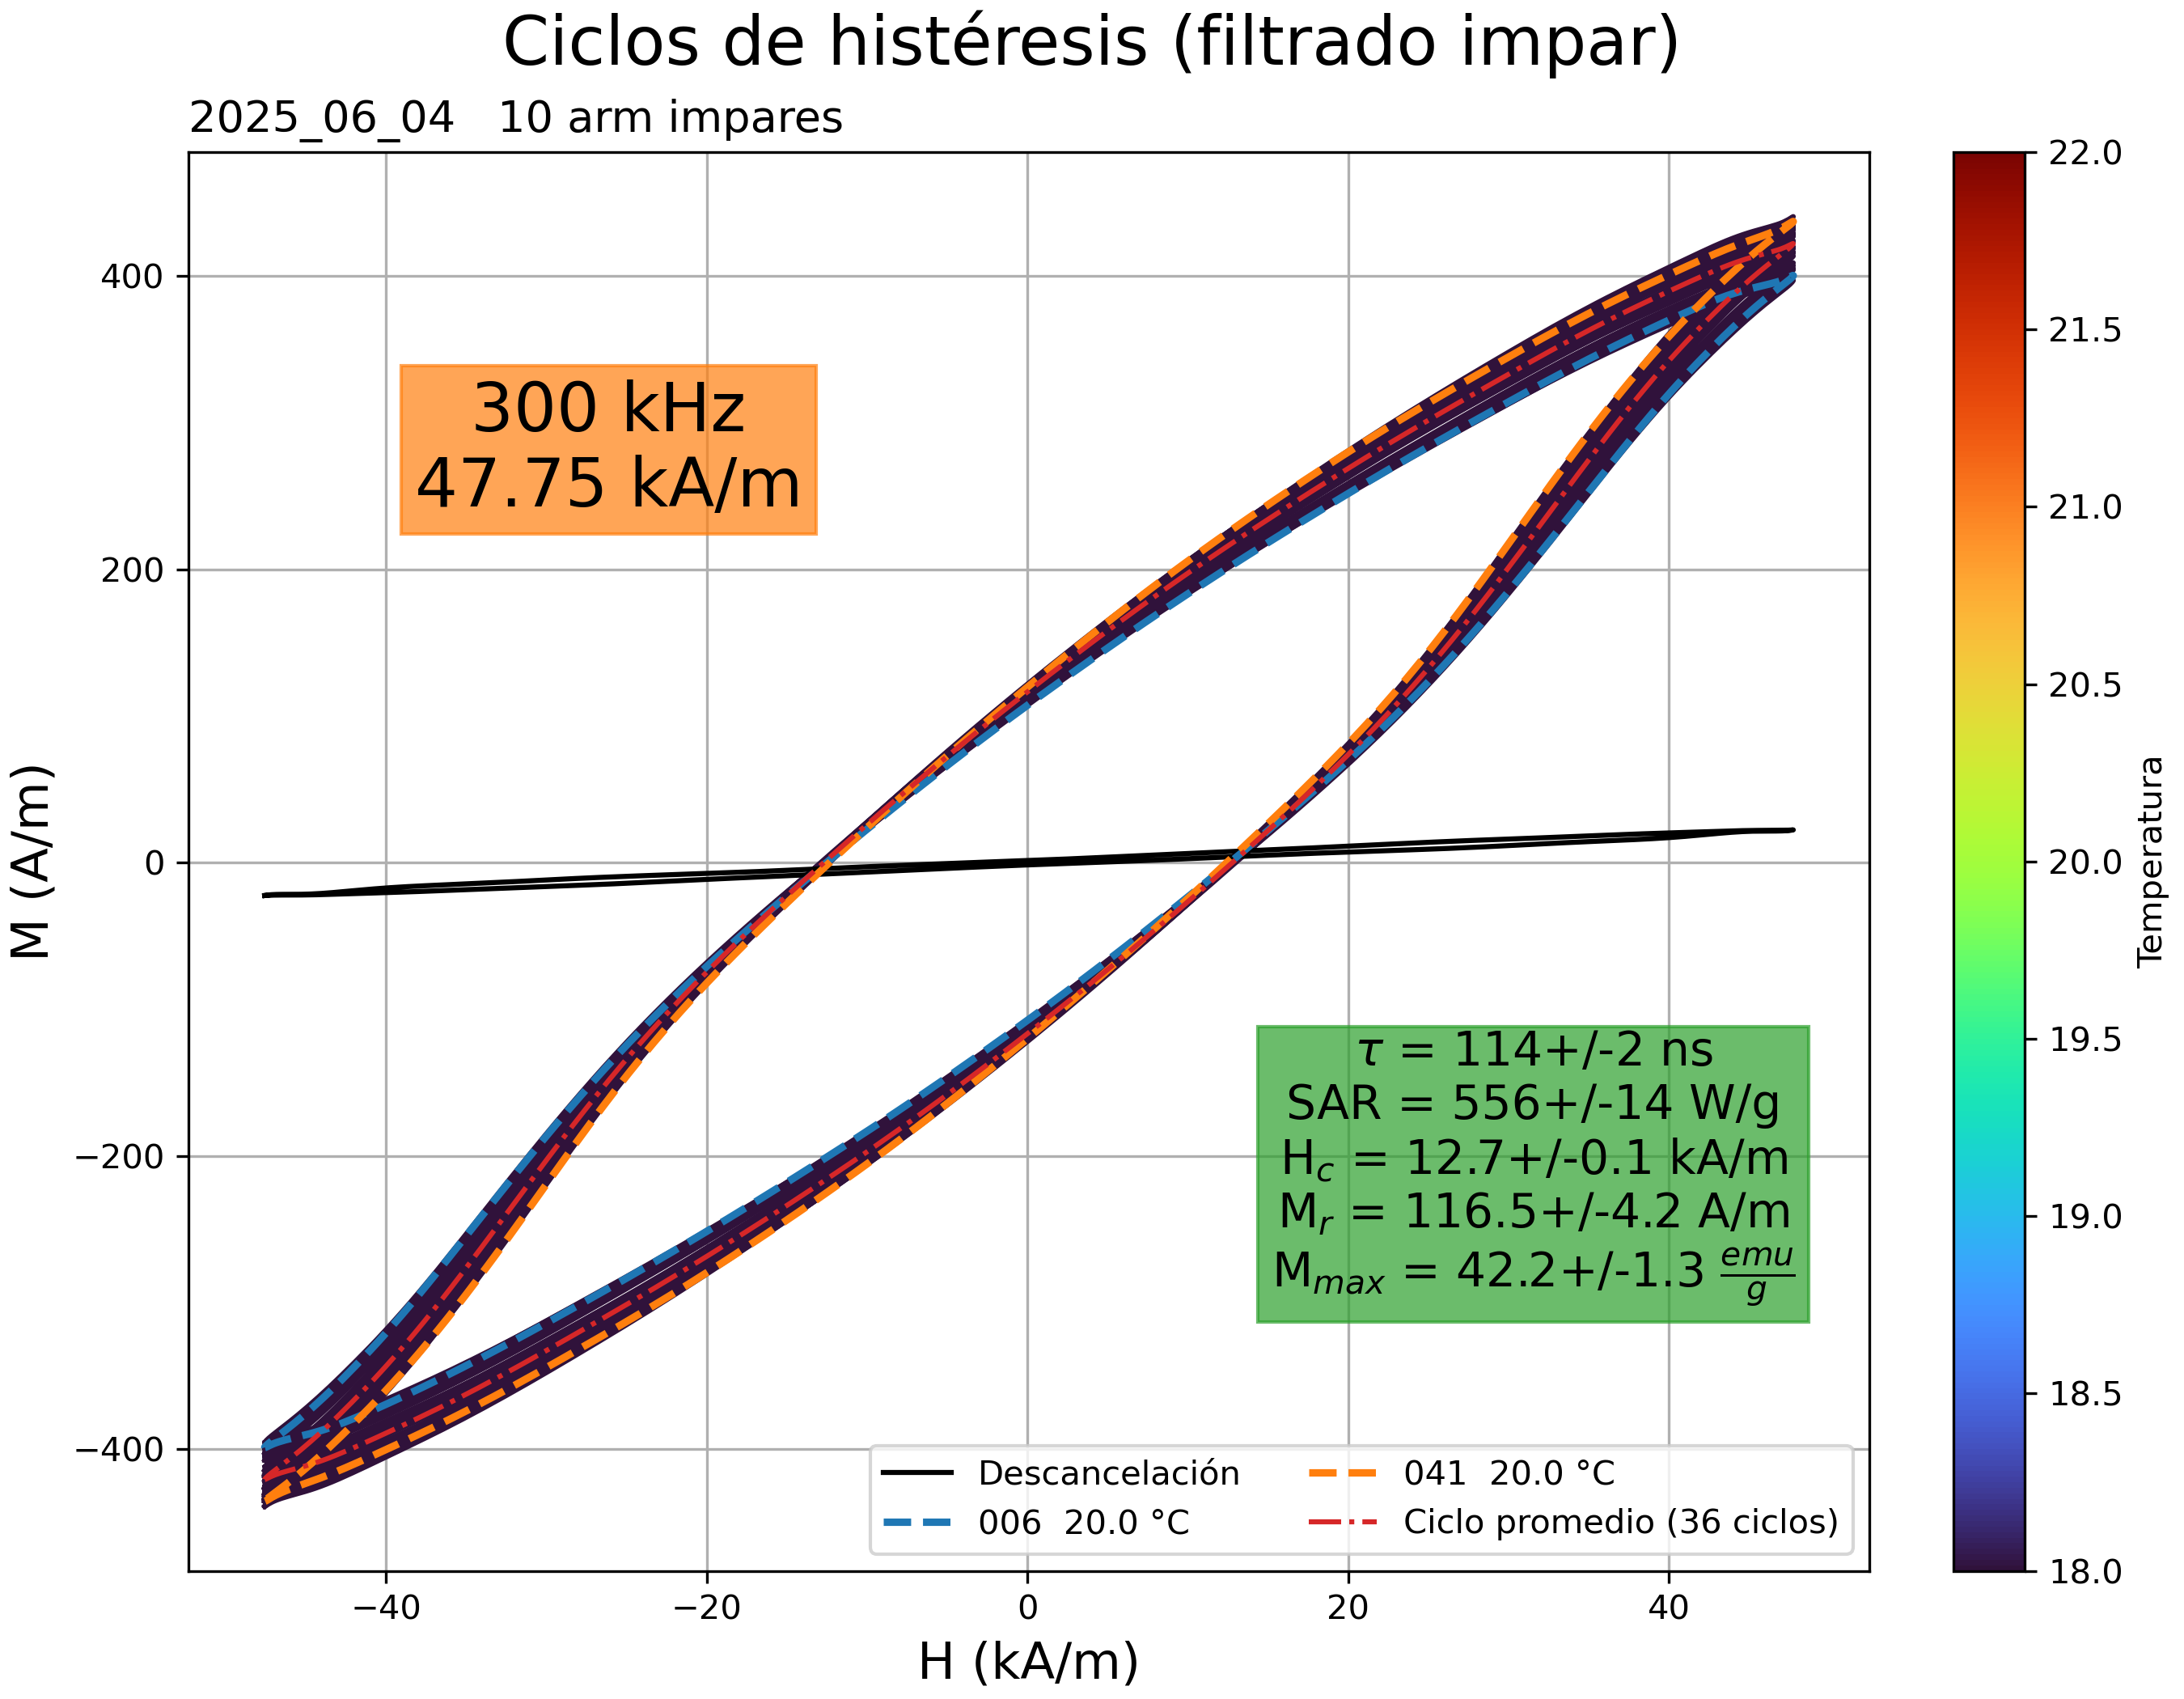 Ciclos de histéresis (filtrado impar)
2025_06_04   10 arm impares
300 kHz
47.75 kA/m
τ = 114+/-2 ns
SAR = 556+/-14 W/g
H_c = 12.7+/-0.1 kA/m
M_r = 116.5+/-4.2 A/m
M_max = 42.2+/-1.3 emu/g
Descancelación
006  20.0 °C
041  20.0 °C
Ciclo promedio (36 ciclos)
400
200
0
−200
−400
M (A/m)
−40
−20
0
20
40
H (kA/m)
22.0
21.5
21.0
20.5
20.0
19.5
19.0
18.5
18.0
Temperatura